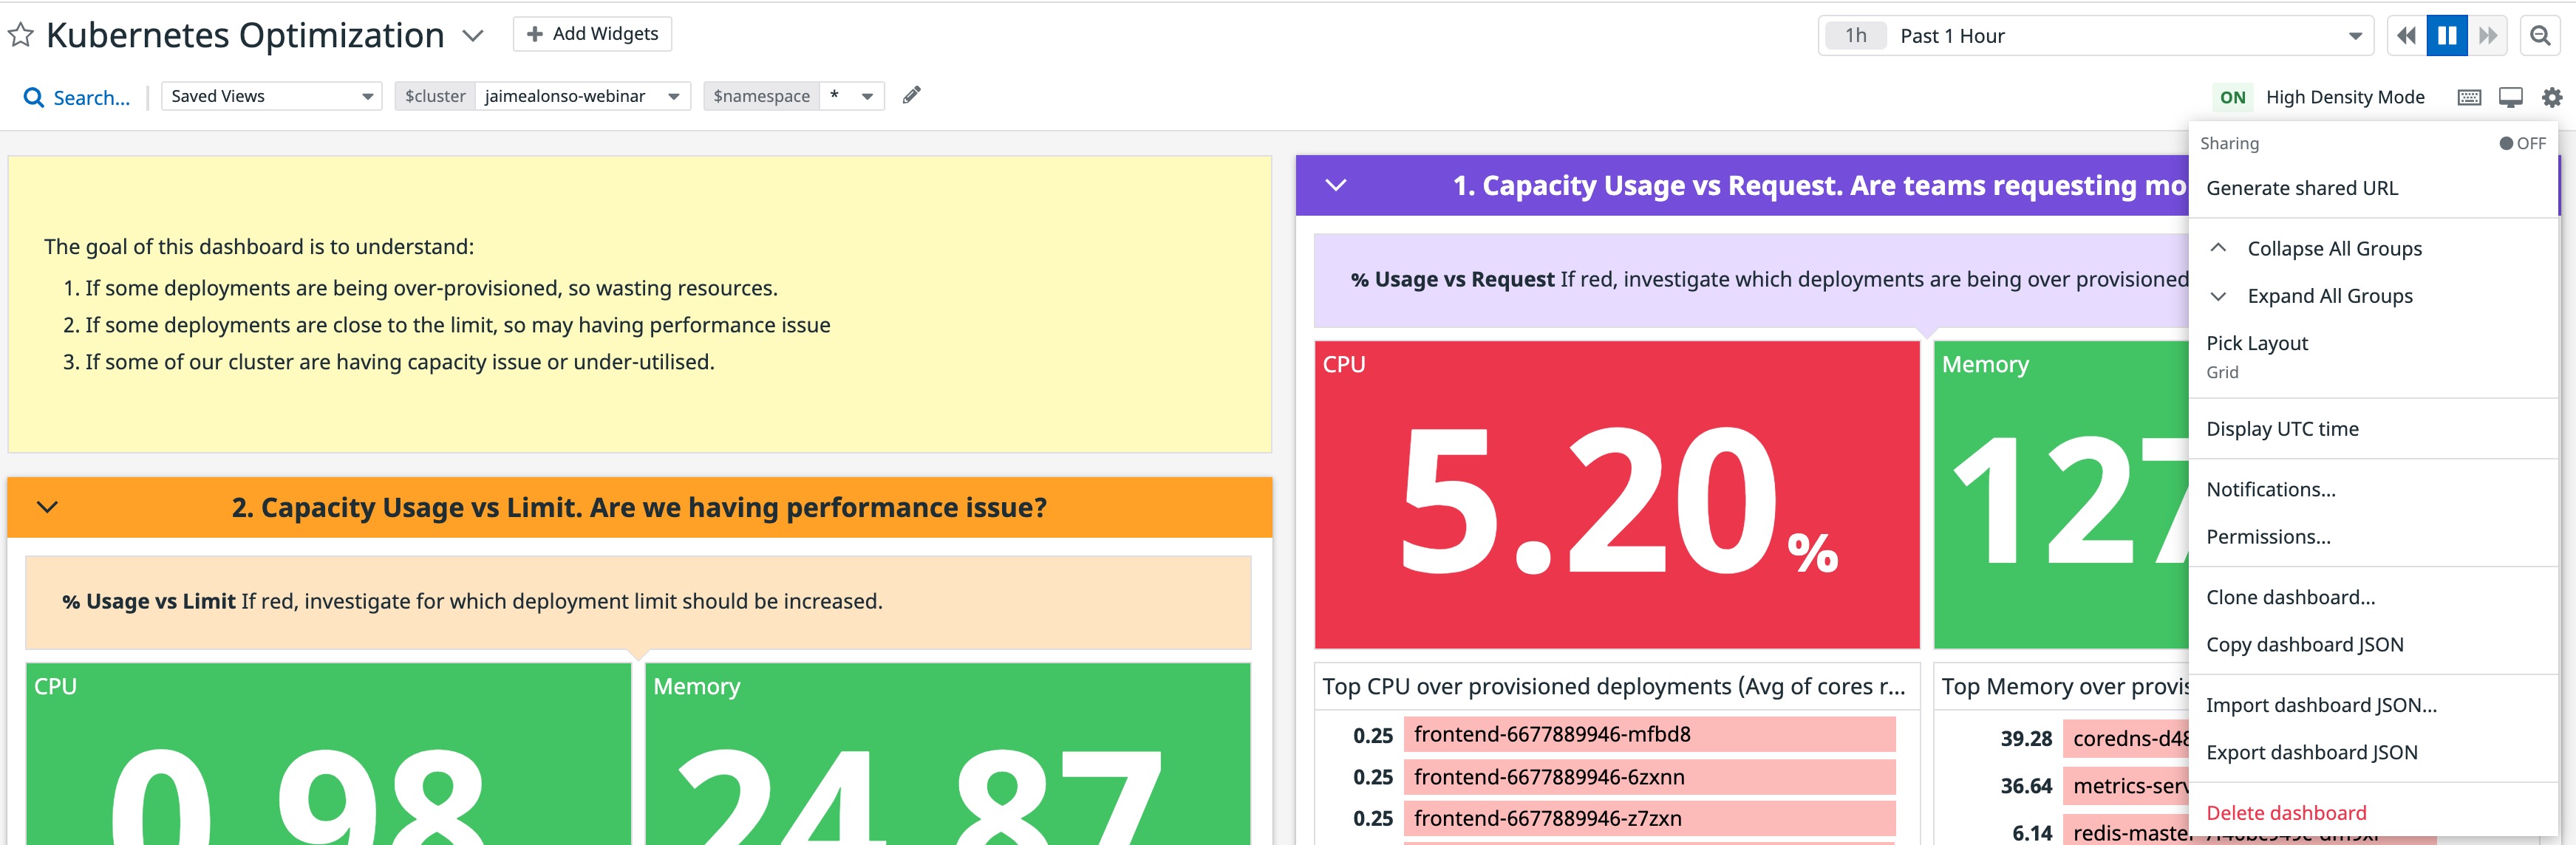 Kubernetes Optimization
+ Add Widgets
1h Past 1 Hour
Search...
Saved Views
$cluster jaimealonso-webinar
$namespace *
ON High Density Mode
The goal of this dashboard is to understand:
1. If some deployments are being over-provisioned, so wasting resources.
2. If some deployments are close to the limit, so may having performance issue
3. If some of our cluster are having capacity issue or under-utilised.
2. Capacity Usage vs Limit. Are we having performance issue?
% Usage vs Limit If red, investigate for which deployment limit should be increased.
CPU
0.98
Memory
24.87
1. Capacity Usage vs Request. Are teams requesting mo
% Usage vs Request If red, investigate which deployments are being over provisioned
CPU
5.20%
Memory
127
Top CPU over provisioned deployments (Avg of cores r...
0.25 frontend-6677889946-mfbd8
0.25 frontend-6677889946-6zxnn
0.25 frontend-6677889946-z7zxn
Top Memory over provis
39.28 coredns-d48
36.64 metrics-serv
6.14 redis-master
Sharing OFF
Generate shared URL
Collapse All Groups
Expand All Groups
Pick Layout
Grid
Display UTC time
Notifications...
Permissions...
Clone dashboard...
Copy dashboard JSON
Import dashboard JSON...
Export dashboard JSON
Delete dashboard